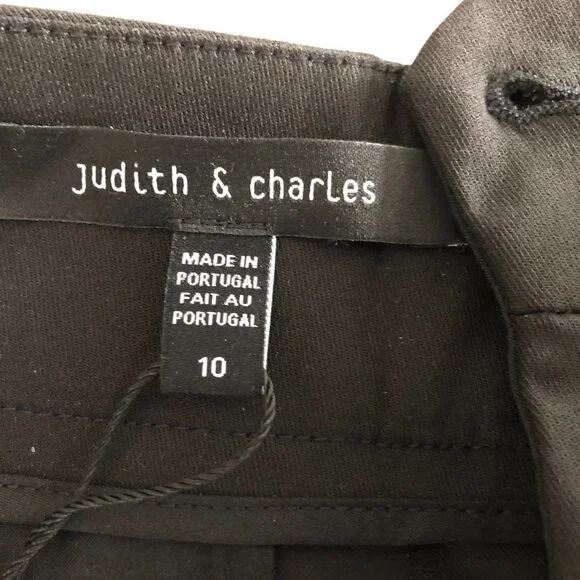 judith & charles
MADE IN
PORTUGAL
FAIT AU
PORTUGAL
10